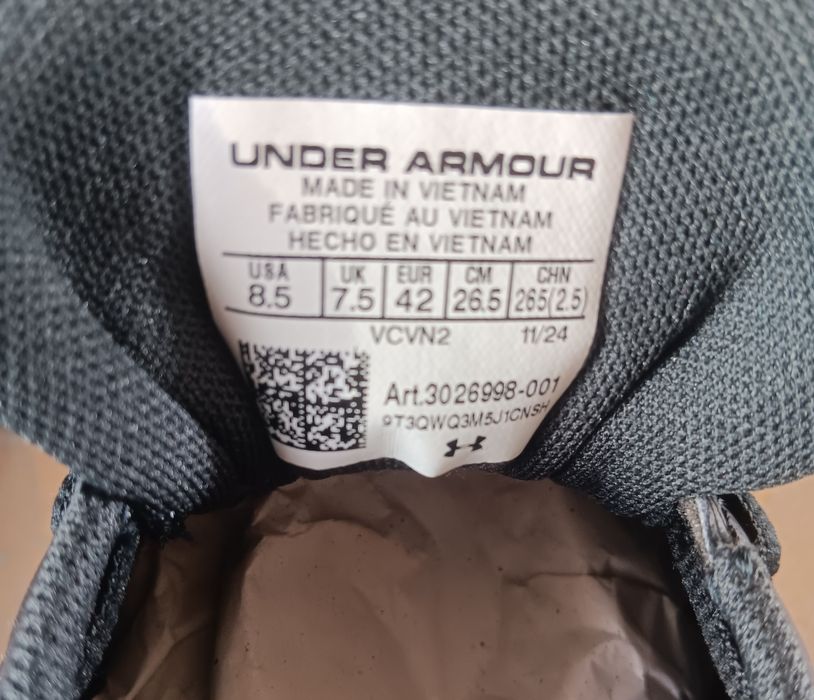 UNDER ARMOUR
MADE IN VIETNAM
FABRIQUÉ AU VIETNAM
HECHO EN VIETNAM
USA UK EUR CM CHN
8.5 7.5 42 26.5 265(2.5)
VCVN2 11/24
Art.3026998-001
9T3QWQ3M5J1CNSH